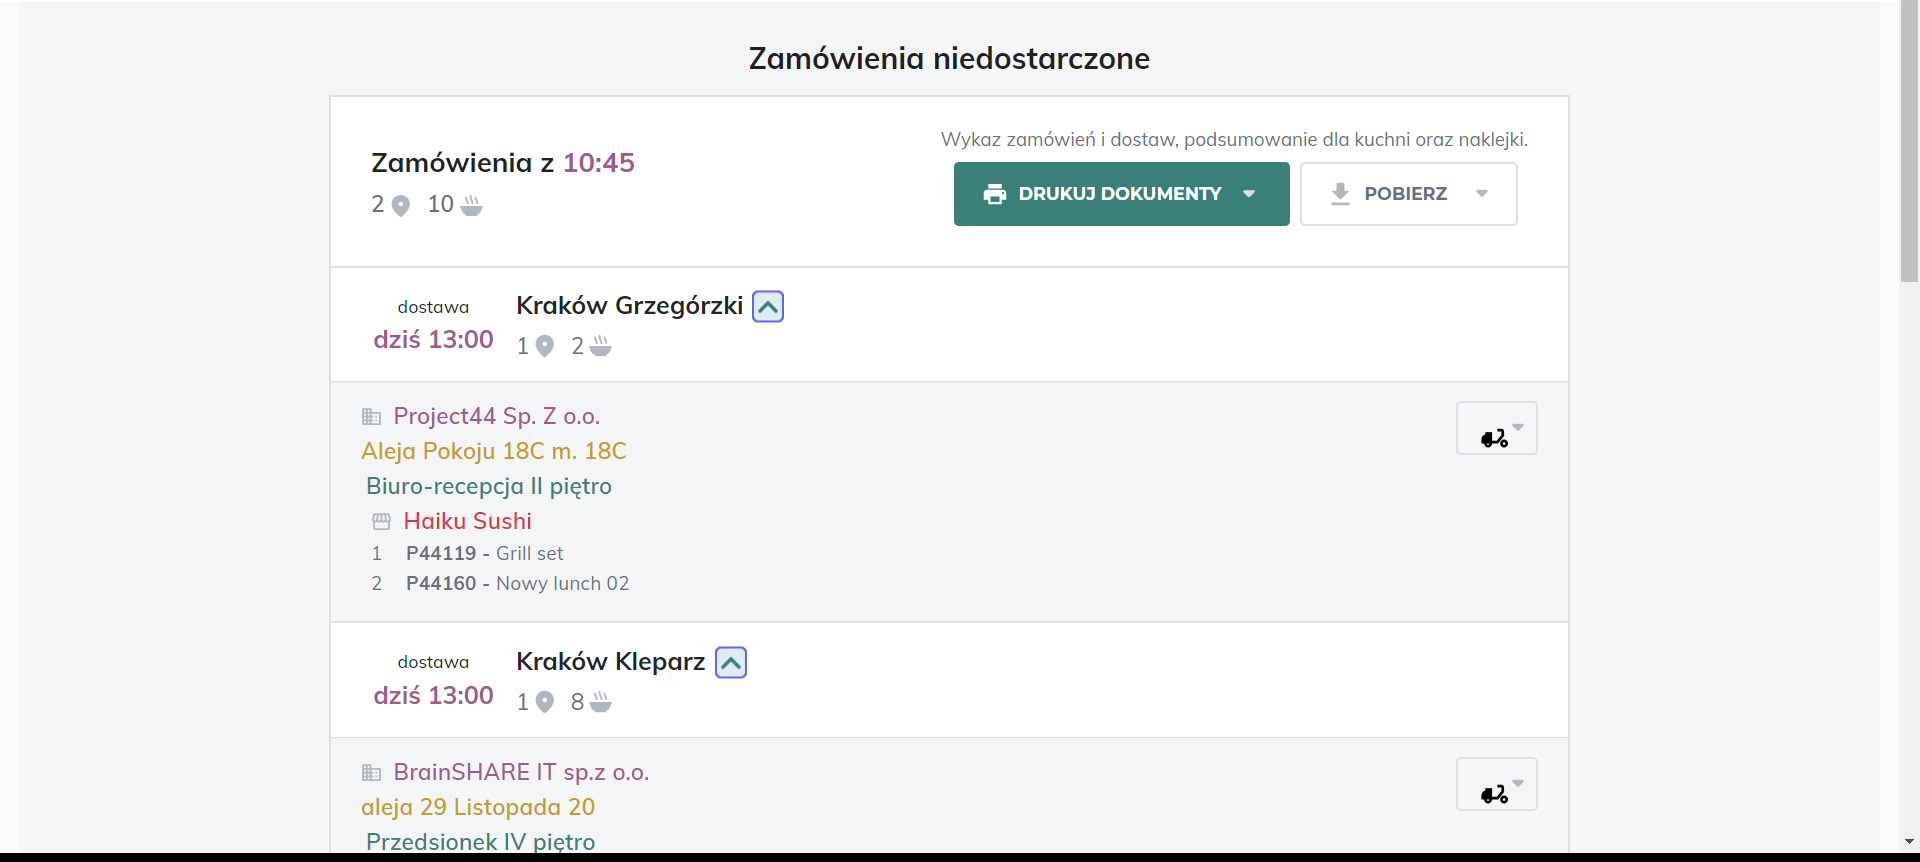 Zamówienia niedostarczone
Zamówienia z 10:45
2 10
Wykaz zamówień i dostaw, podsumowanie dla kuchni oraz naklejki.
DRUKUJ DOKUMENTY
POBIERZ
dostawa
dziś 13:00
Kraków Grzegórzki
1 2
Project44 Sp. Z o.o.
Aleja Pokoju 18C m. 18C
Biuro-recepcja II piętro
Haiku Sushi
1 P44119 - Grill set
2 P44160 - Nowy lunch 02
dostawa
dziś 13:00
Kraków Kleparz
1 8
BrainSHARE IT sp.z o.o.
aleja 29 Listopada 20
Przedsionek IV piętro